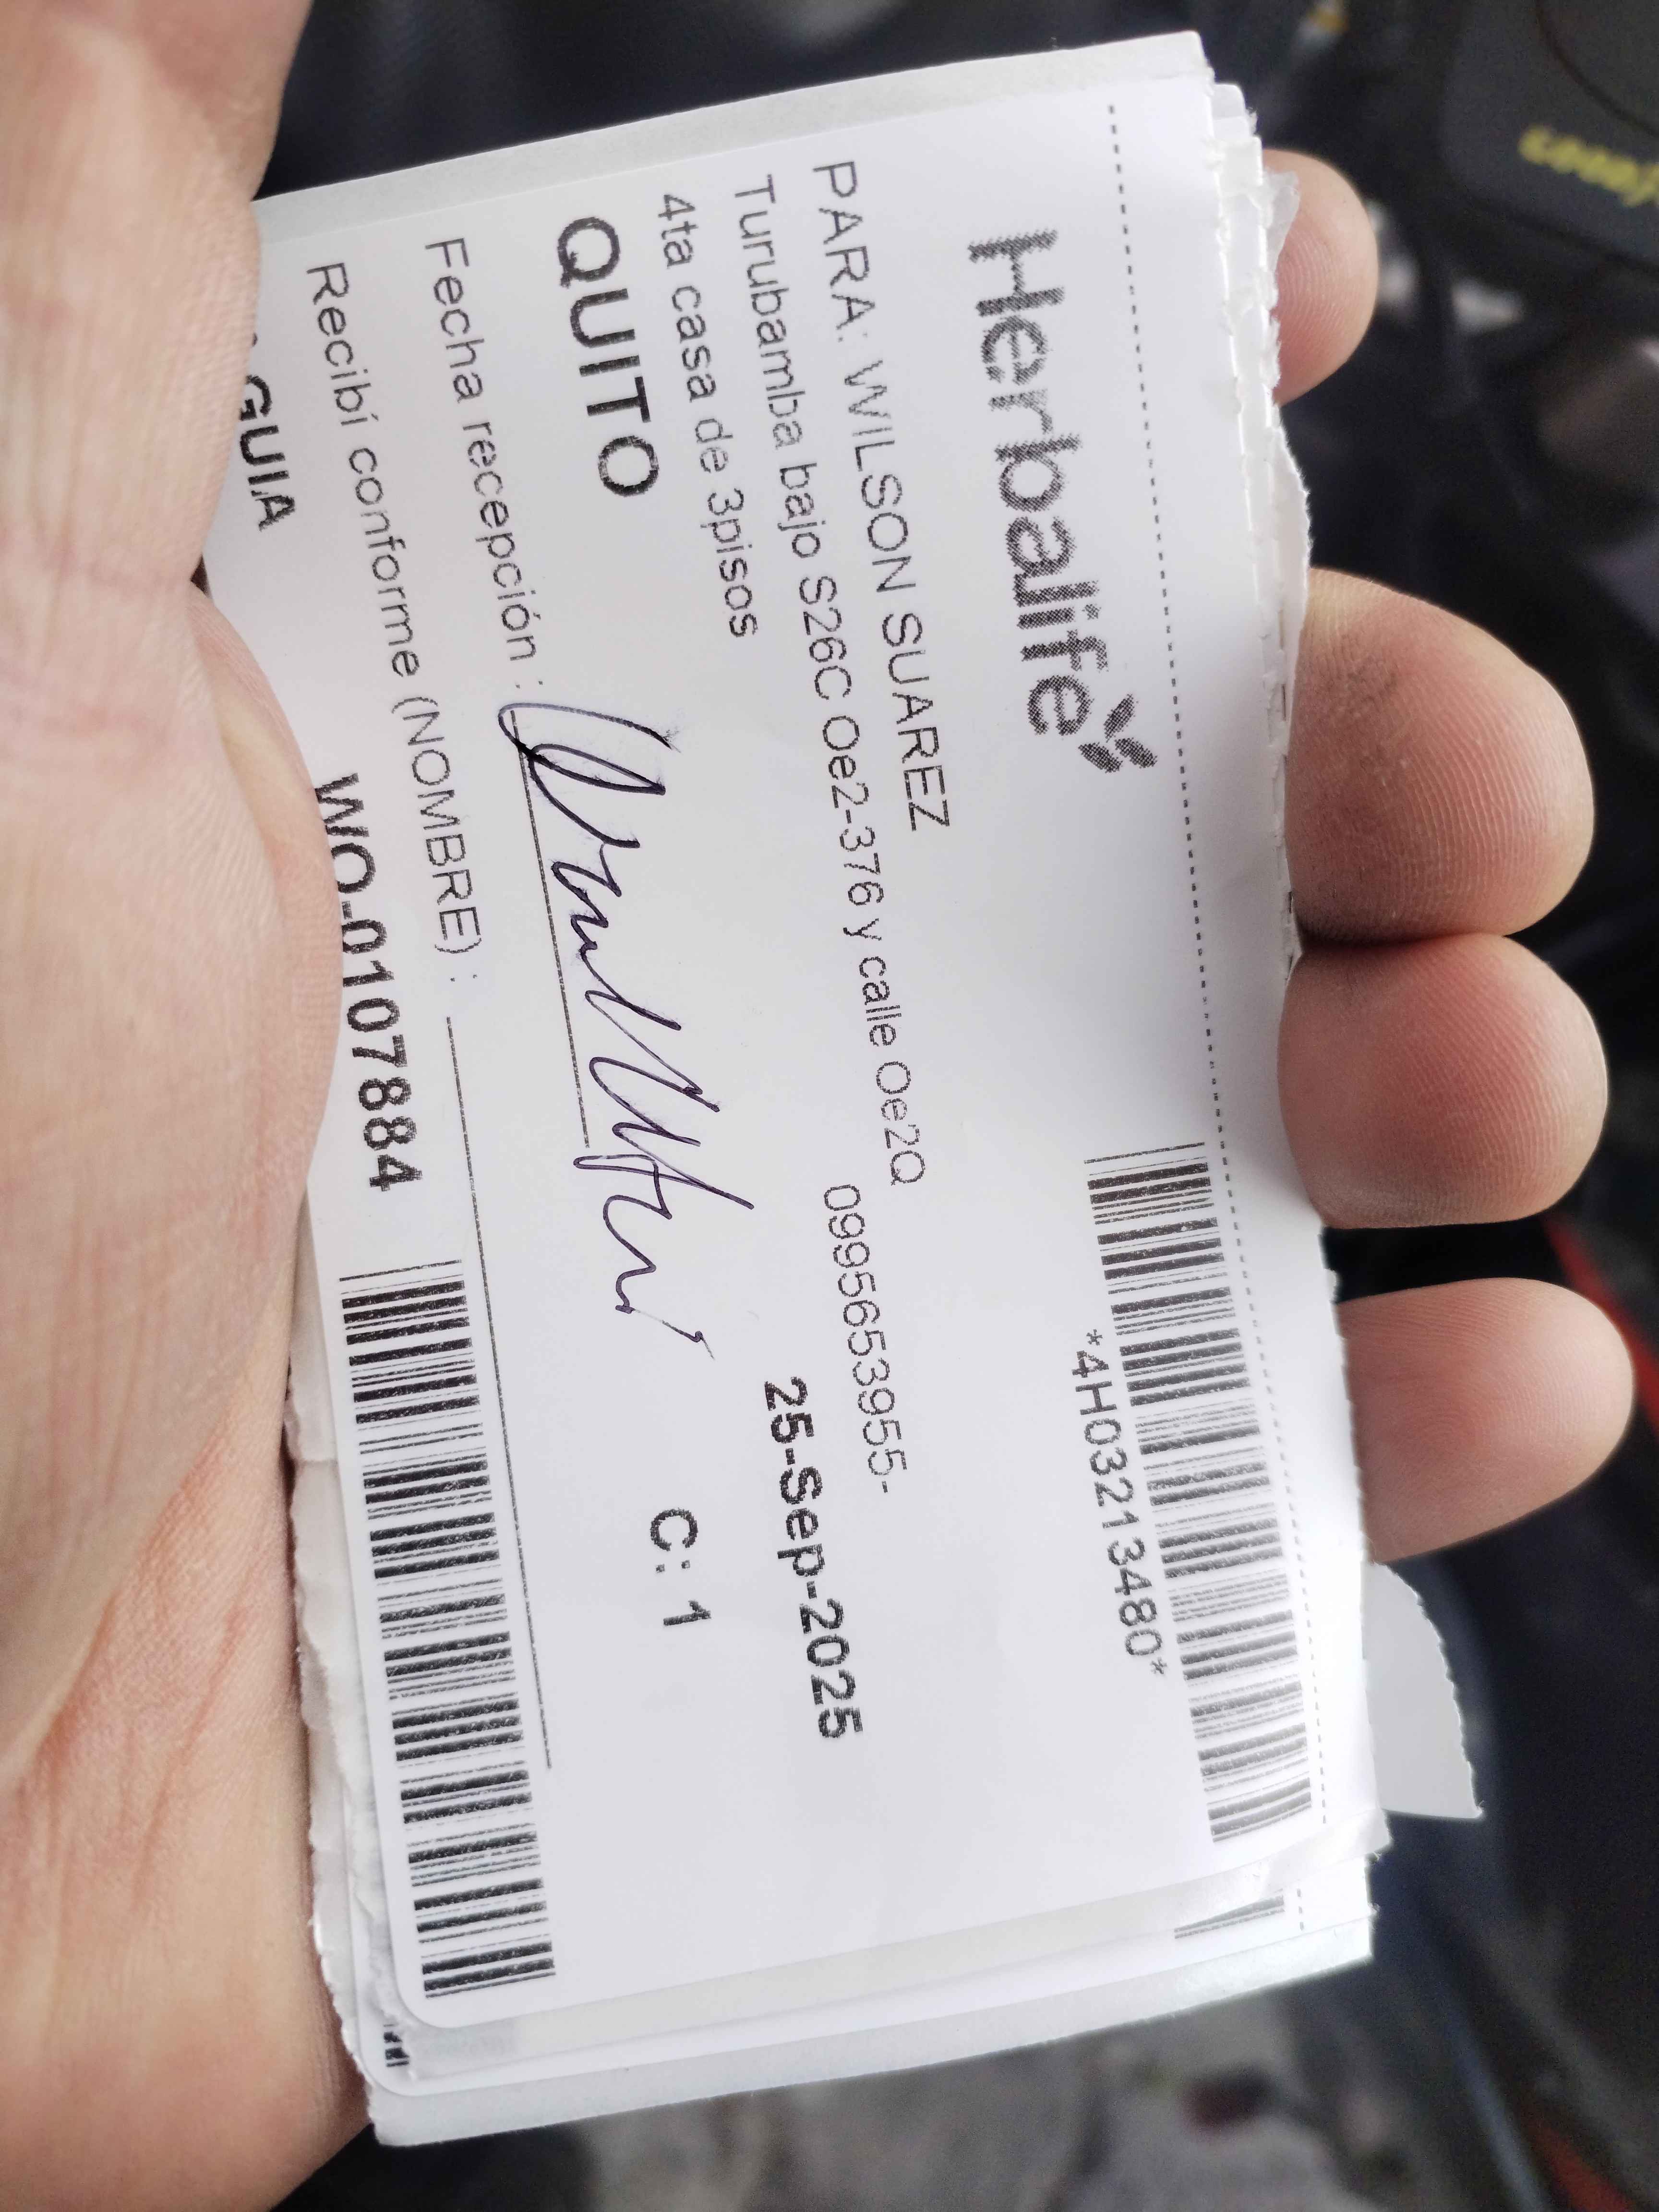 *4H03213480*
Herbalife
PARA: WILSON SUAREZ
Turubamba bajo S26C Oe2-376 y calle Oe2Q 0995653955-
4ta casa de 3pisos
25-Sep-2025
QUITO
C: 1
Fecha recepción :
Recibí conforme (NOMBRE) :
GUIA WO-0107884